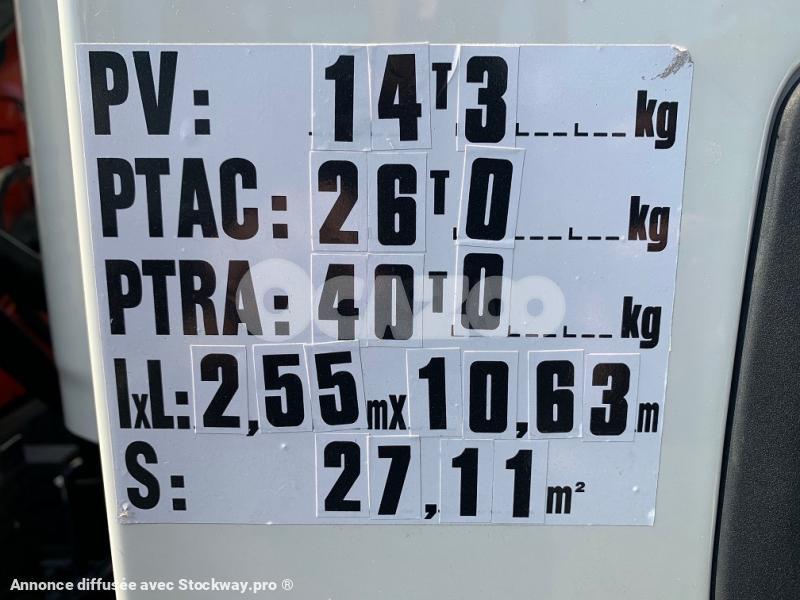 PV: 14T3 kg
PTAC: 26T0 kg
PTRA: 40T0 kg
lxL: 2,55mx10,63m
S: 27,11m²
OCAZOO
Annonce diffusée avec Stockway.pro ®